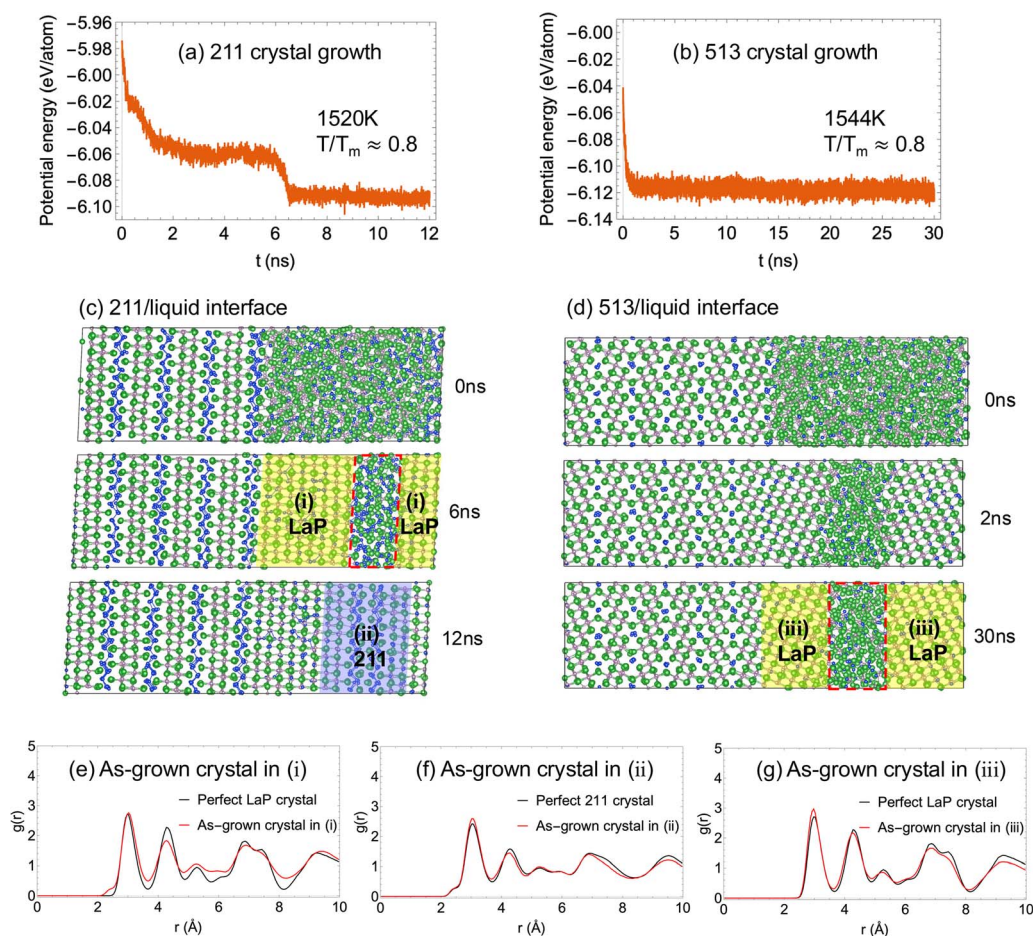 (a) 211 crystal growth
1520K
T/Tm ≈ 0.8
Potential energy (eV/atom)
−5.96
−5.98
−6.00
−6.02
−6.04
−6.06
−6.08
−6.10
0 2 4 6 8 10 12
t (ns)
(b) 513 crystal growth
1544K
T/Tm ≈ 0.8
Potential energy (eV/atom)
−6.00
−6.02
−6.04
−6.06
−6.08
−6.10
−6.12
−6.14
0 5 10 15 20 25 30
t (ns)
(c) 211/liquid interface
0ns
(i)
LaP
(i)
LaP
6ns
(ii)
211
12ns
(d) 513/liquid interface
0ns
2ns
(iii)
LaP
(iii)
LaP
30ns
(e) As-grown crystal in (i)
Perfect LaP crystal
As−grown crystal in (i)
g(r)
5
4
3
2
1
0
0 2 4 6 8 10
r (Å)
(f) As-grown crystal in (ii)
Perfect 211 crystal
As−grown crystal in (ii)
g(r)
5
4
3
2
1
0
0 2 4 6 8 10
r (Å)
(g) As-grown crystal in (iii)
Perfect LaP crystal
As−grown crystal in (iii)
g(r)
5
4
3
2
1
0
0 2 4 6 8 10
r (Å)